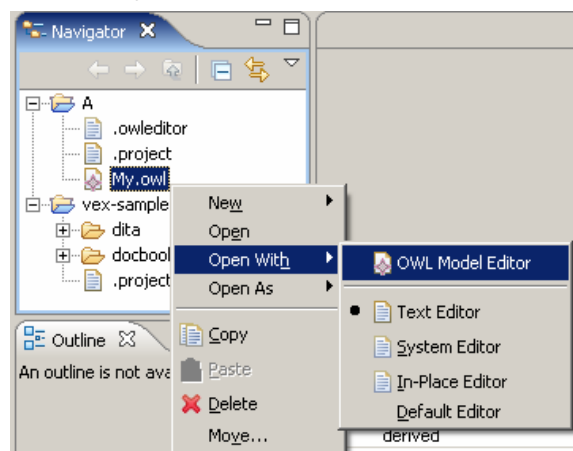 Navigator
A
.owleditor
.project
My.owl
vex-sample
dita
docbool
.project
New
Open
Open With
Open As
Copy
Paste
Delete
Move...
OWL Model Editor
Text Editor
System Editor
In-Place Editor
Default Editor
Outline
An outline is not ava
derived